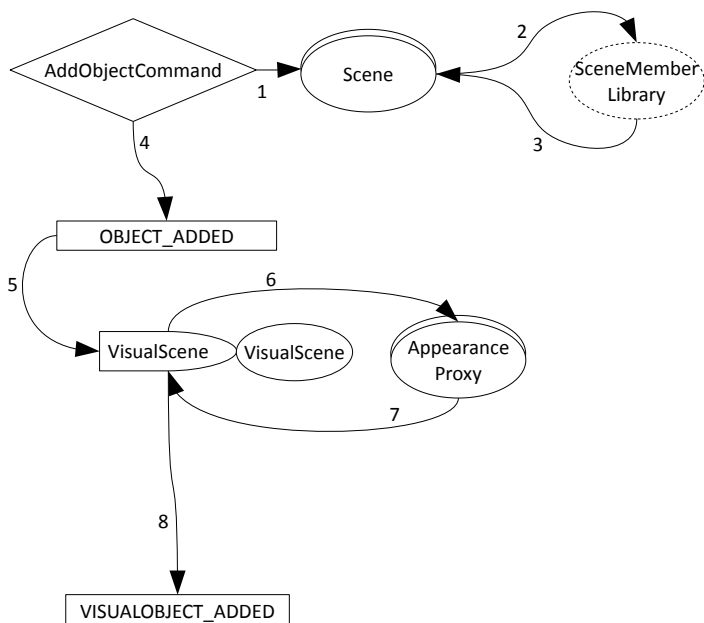 AddObjectCommand
1
Scene
2
SceneMember
Library
3
4
OBJECT_ADDED
5
6
VisualScene
VisualScene
Appearance
Proxy
7
8
VISUALOBJECT_ADDED